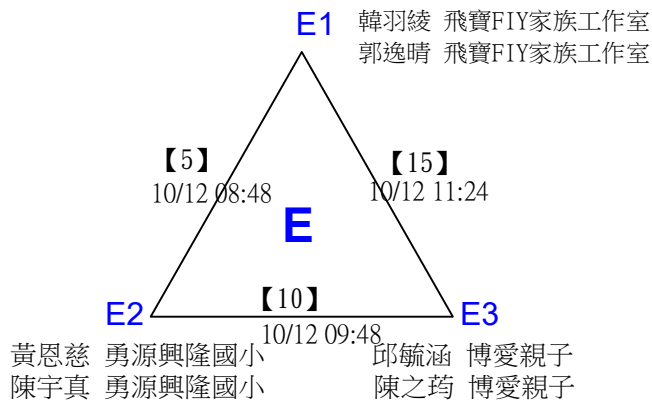 E1 韓羽綾 飛寶FIY家族工作室
郭逸晴 飛寶FIY家族工作室
【5】 【15】
10/12 08:48 10/12 11:24
E
【10】
E2 E3
10/12 09:48
黃恩慈 勇源興隆國小 邱毓涵 博愛親子
陳宇真 勇源興隆國小 陳之荺 博愛親子